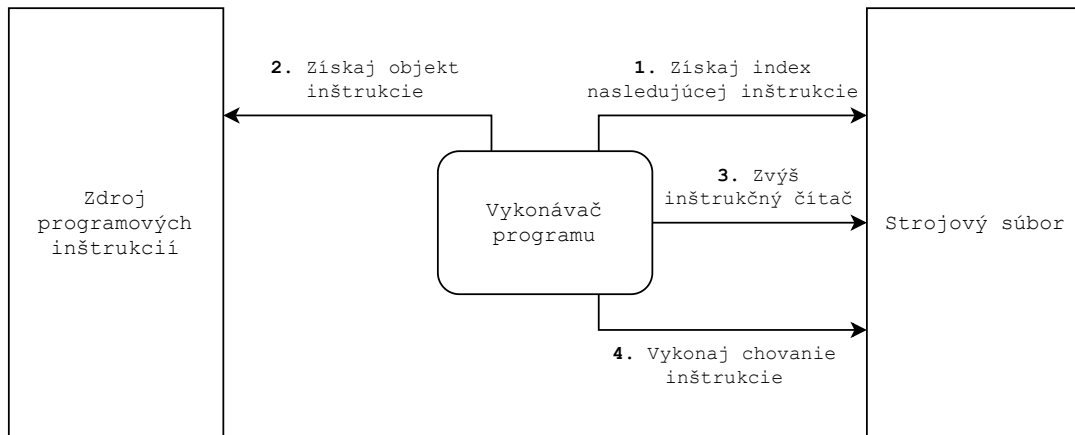 2. Získaj objekt
inštrukcie
1. Získaj index
nasledujúcej inštrukcie
3. Zvýš
inštrukčný čítač
Zdroj
programových
inštrukcií
Vykonávač
programu
Strojový súbor
4. Vykonaj chovanie
inštrukcie